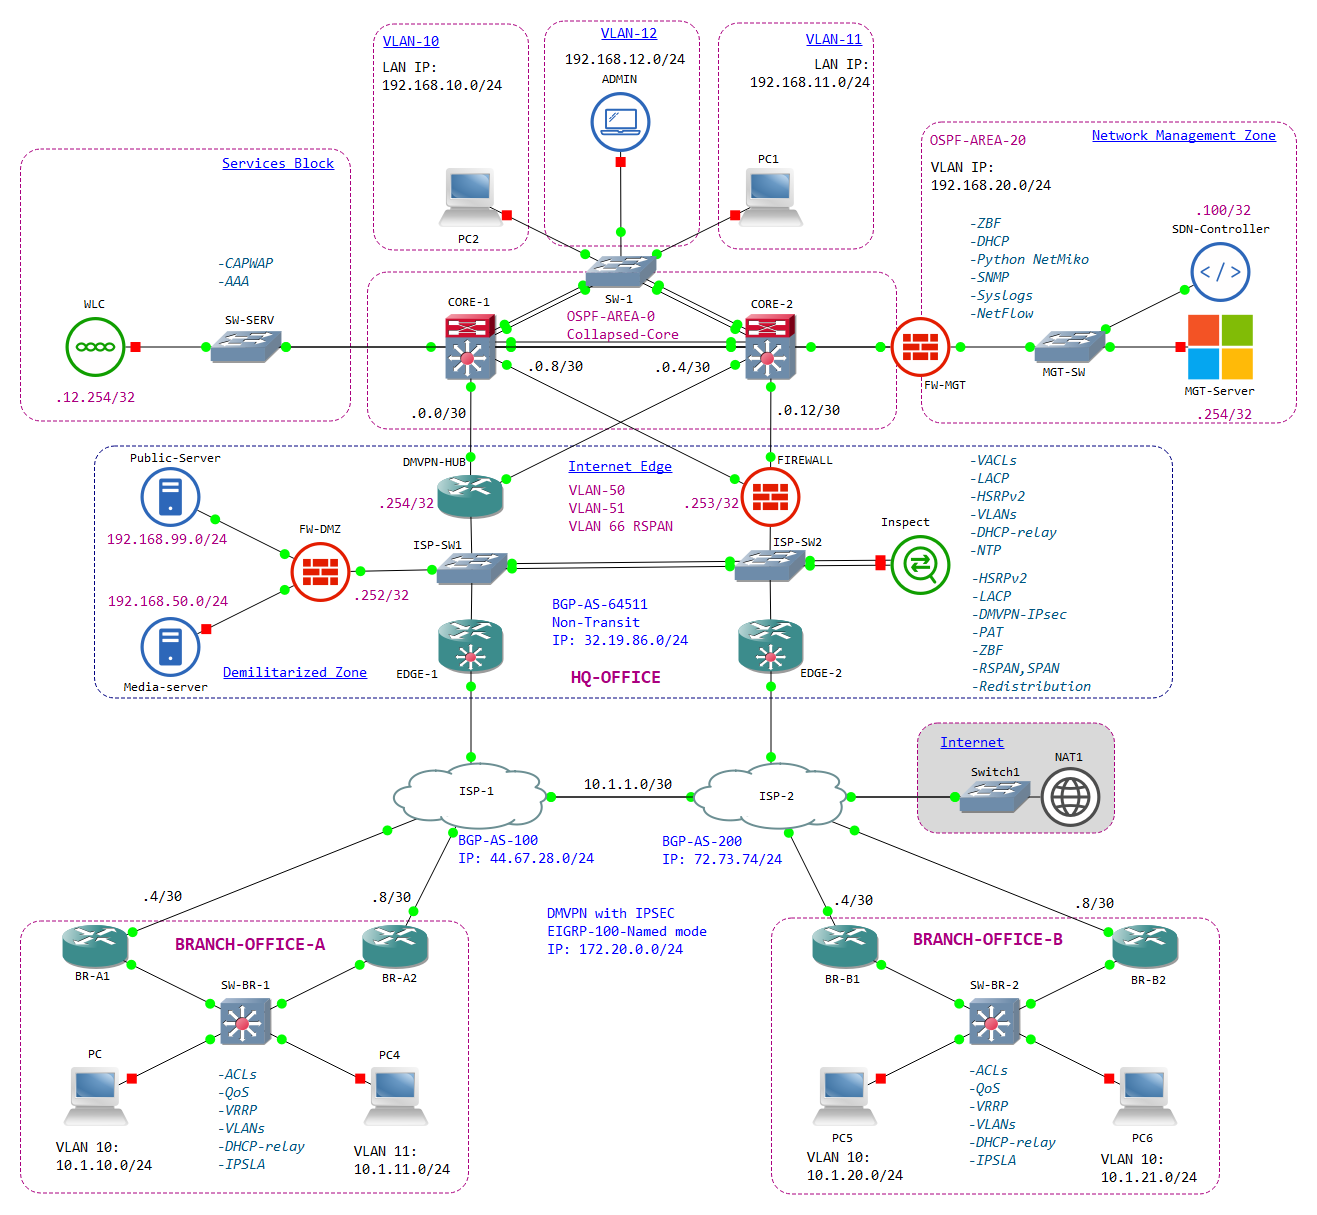 VLAN-10
LAN IP:
192.168.10.0/24
PC2
VLAN-12
192.168.12.0/24
ADMIN
VLAN-11
LAN IP:
192.168.11.0/24
PC1
Services Block
-CAPWAP
-AAA
WLC
SW-SERV
.12.254/32
OSPF-AREA-20
Network Management Zone
VLAN IP:
192.168.20.0/24
-ZBF
-DHCP
-Python NetMiko
-SNMP
-Syslogs
-NetFlow
.100/32
SDN-Controller
FW-MGT
MGT-SW
MGT-Server
.254/32
SW-1
CORE-1
CORE-2
OSPF-AREA-0
Collapsed-Core
.0.8/30
.0.4/30
.0.0/30
.0.12/30
Public-Server
192.168.99.0/24
FW-DMZ
192.168.50.0/24
.252/32
Media-server
Demilitarized Zone
DMVPN-HUB
.254/32
Internet Edge
VLAN-50
VLAN-51
VLAN 66 RSPAN
FIREWALL
.253/32
ISP-SW1
ISP-SW2
Inspect
-VACLs
-LACP
-HSRPv2
-VLANs
-DHCP-relay
-NTP
-HSRPv2
-LACP
-DMVPN-IPsec
-PAT
-ZBF
-RSPAN,SPAN
-Redistribution
BGP-AS-64511
Non-Transit
IP: 32.19.86.0/24
EDGE-1
HQ-OFFICE
EDGE-2
Internet
Switch1
NAT1
ISP-1
10.1.1.0/30
ISP-2
BGP-AS-100
IP: 44.67.28.0/24
BGP-AS-200
IP: 72.73.74/24
.4/30
.8/30
.4/30
.8/30
DMVPN with IPSEC
EIGRP-100-Named mode
IP: 172.20.0.0/24
BRANCH-OFFICE-A
BR-A1
BR-A2
SW-BR-1
PC
PC4
-ACLs
-QoS
-VRRP
-VLANs
-DHCP-relay
-IPSLA
VLAN 10:
10.1.10.0/24
VLAN 11:
10.1.11.0/24
BRANCH-OFFICE-B
BR-B1
BR-B2
SW-BR-2
PC5
PC6
-ACLs
-QoS
-VRRP
-VLANs
-DHCP-relay
-IPSLA
VLAN 10:
10.1.20.0/24
VLAN 10:
10.1.21.0/24